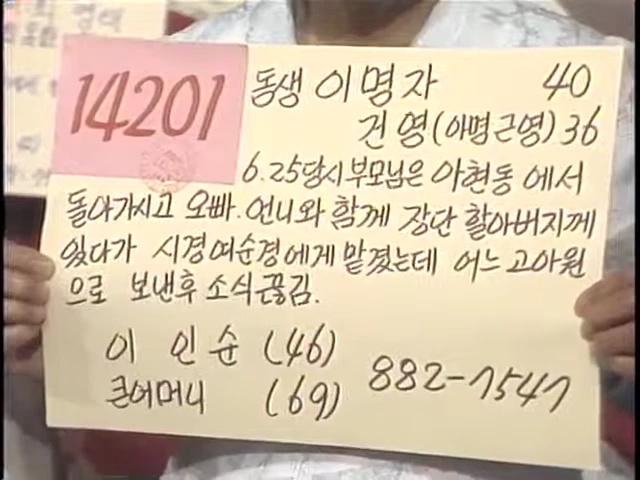 14201
동생 이명자 40
건영(아명근영)36
6.25당시 부모님은 아현동에서
돌아가시고 오빠.언니와 함께 장단 할아버지께
있다가 시경여순경에게 맡겼는데 어느 고아원
으로 보낸후 소식끊김.
이인순 (46) 882-7547
큰어머니 (69)